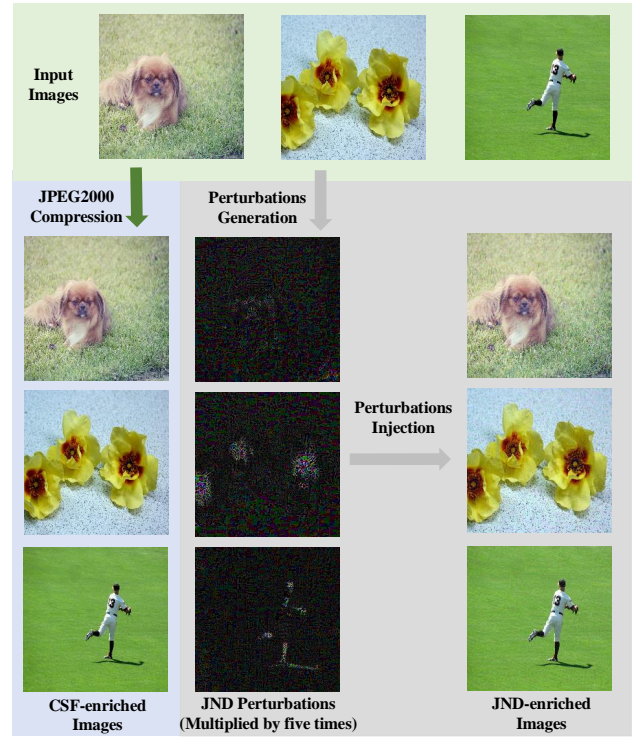 Input
Images
JPEG2000
Compression
Perturbations
Generation
Perturbations
Injection
CSF-enriched
Images
JND Perturbations
(Multiplied by five times)
JND-enriched
Images